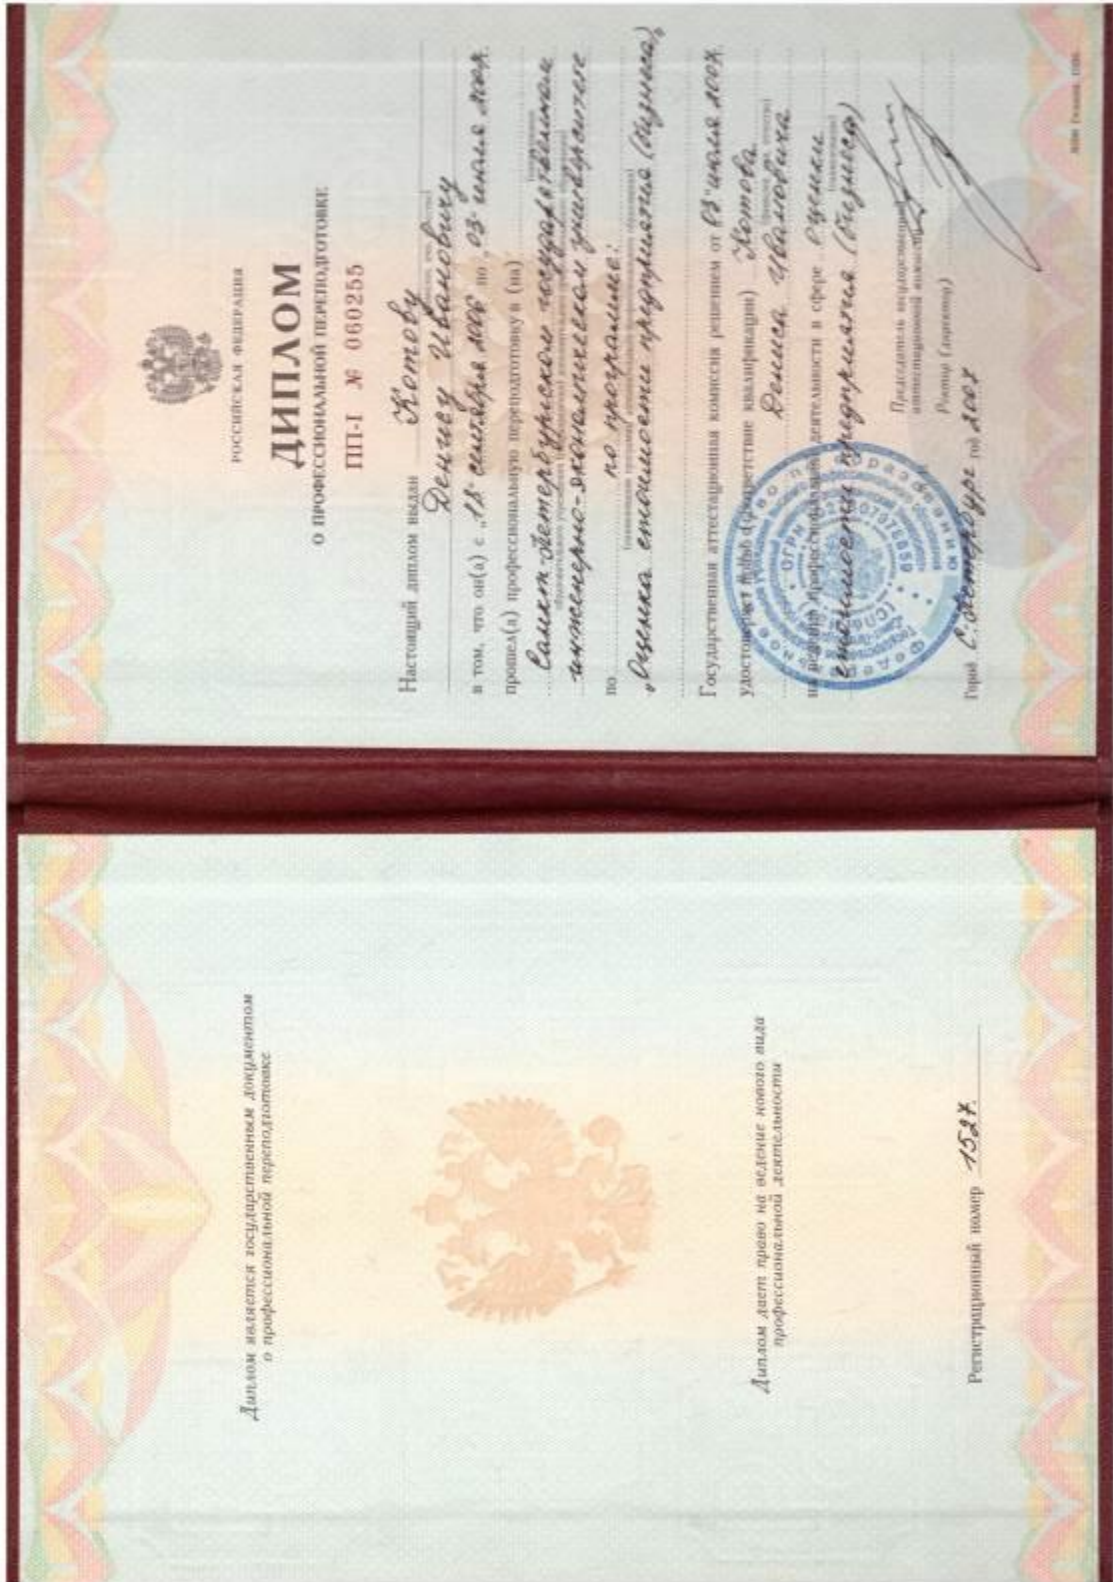 Диплом является государственным документом
о профессиональной переподготовке
Диплом дает право на ведение нового вида
профессиональной деятельности
Регистрационный номер 1527.
РОССИЙСКАЯ ФЕДЕРАЦИЯ
ДИПЛОМ
О ПРОФЕССИОНАЛЬНОЙ ПЕРЕПОДГОТОВКЕ
ПП-I № 060255
Настоящий диплом выдан Котову
Денису Ивановичу
в том, что он(а) с „18“ сентября 2006 по „03“ июля 2007.
прошел(а) профессиональную переподготовку в (на)
Санкт-Петербургском государственном
инженерно-экономическом университете
по по программе:
„Оценка стоимости предприятия (бизнеса)“
Государственная аттестационная комиссия решением от „03“ июля 2007
удостоверяет Котова
Дениса Ивановича
на ведение профессиональной деятельности в сфере оценки
стоимости предприятия (бизнеса)
Председатель
аттестационной комиссии
Ректор (директор)
Город С.-Петербург год 2007